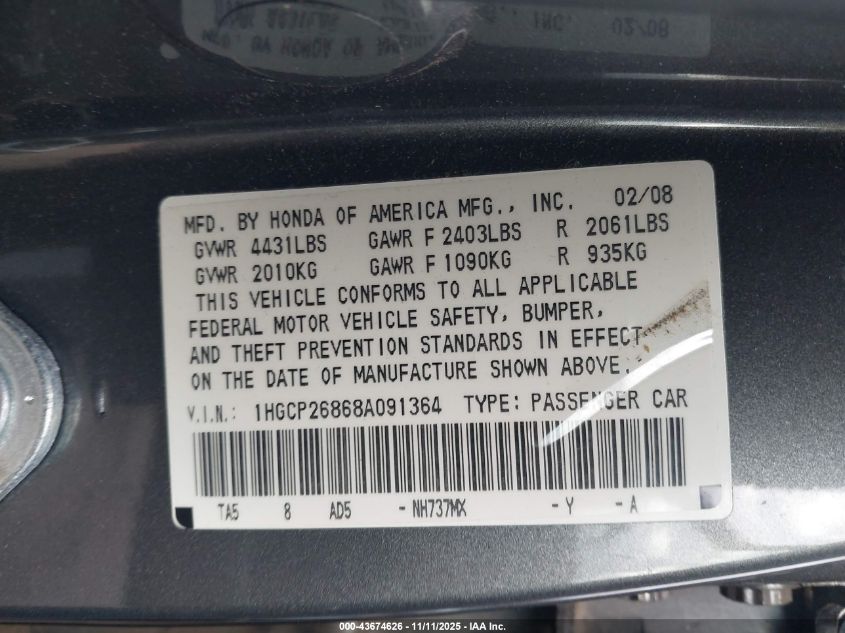 MFD. BY HONDA OF AMERICA MFG., INC. 02/08
GVWR 4431LBS GAWR F 2403LBS R 2061LBS
GVWR 2010KG GAWR F 1090KG R 935KG
THIS VEHICLE CONFORMS TO ALL APPLICABLE
FEDERAL MOTOR VEHICLE SAFETY, BUMPER,
AND THEFT PREVENTION STANDARDS IN EFFECT
ON THE DATE OF MANUFACTURE SHOWN ABOVE.
V.I.N.: 1HGCP26868A091364 TYPE: PASSENGER CAR
TA5 8 AD5 - NH737MX - Y - A
000-43674626 - 11/11/2025 - IAA Inc.